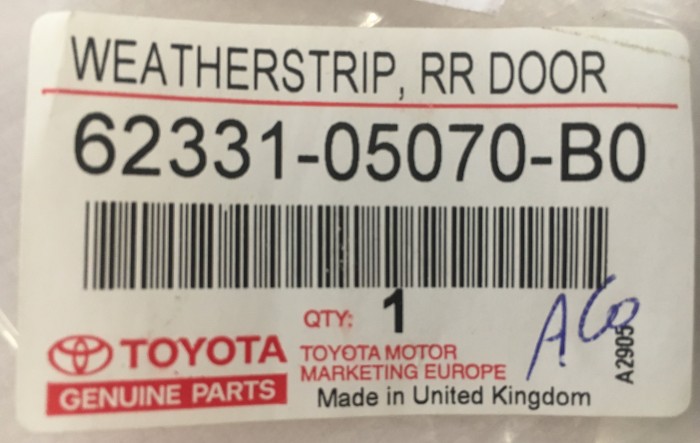 WEATHERSTRIP, RR DOOR
62331-05070-B0
QTY: 1
TOYOTA
GENUINE PARTS
TOYOTA MOTOR
MARKETING EUROPE
Made in United Kingdom
A2905